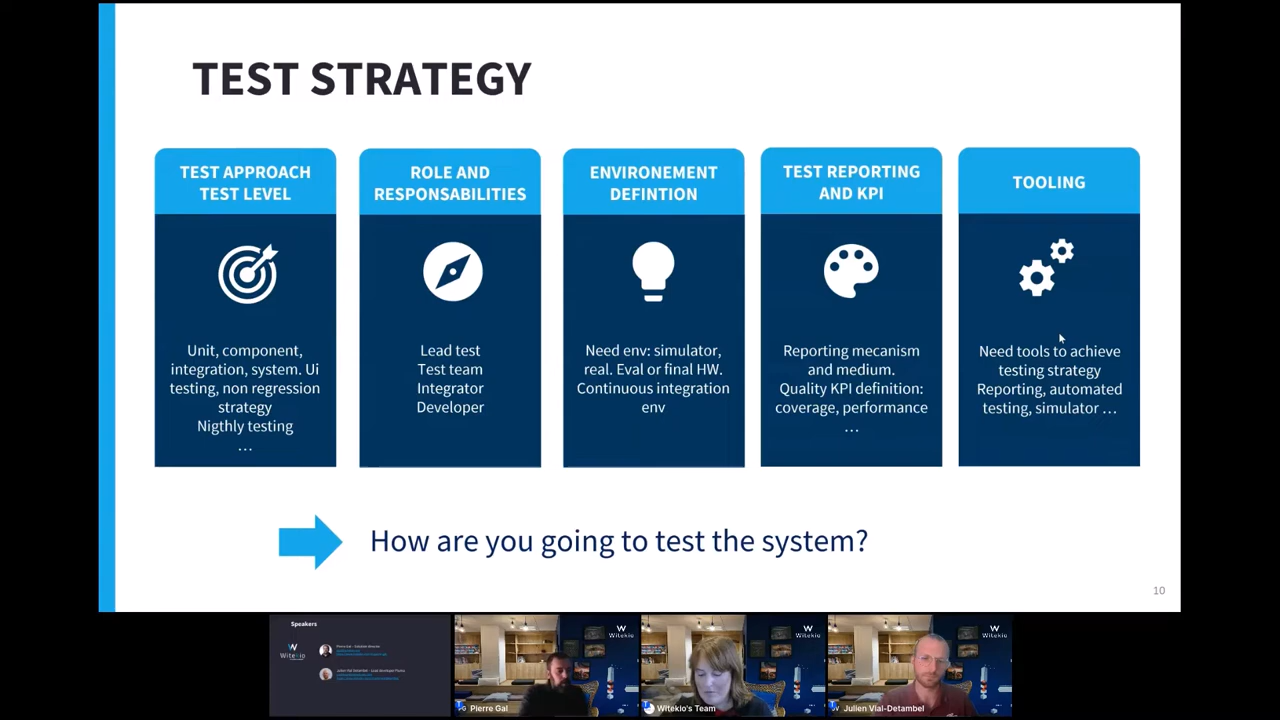 TEST STRATEGY
TEST APPROACH
TEST LEVEL
Unit, component,
integration, system. Ui
testing, non regression
strategy
Nigthly testing
...
ROLE AND
RESPONSABILITIES
Lead test
Test team
Integrator
Developer
ENVIRONEMENT
DEFINTION
Need env: simulator,
real. Eval or final HW.
Continuous integration
env
TEST REPORTING
AND KPI
Reporting mecanism
and medium.
Quality KPI definition:
coverage, performance
...
TOOLING
Need tools to achieve
testing strategy
Reporting, automated
testing, simulator ...
How are you going to test the system?
10
Speakers
Witekio
Witekio
Pierre Gal
Witekio
Witekio's Team
Witekio
Julien Vial-Detambel